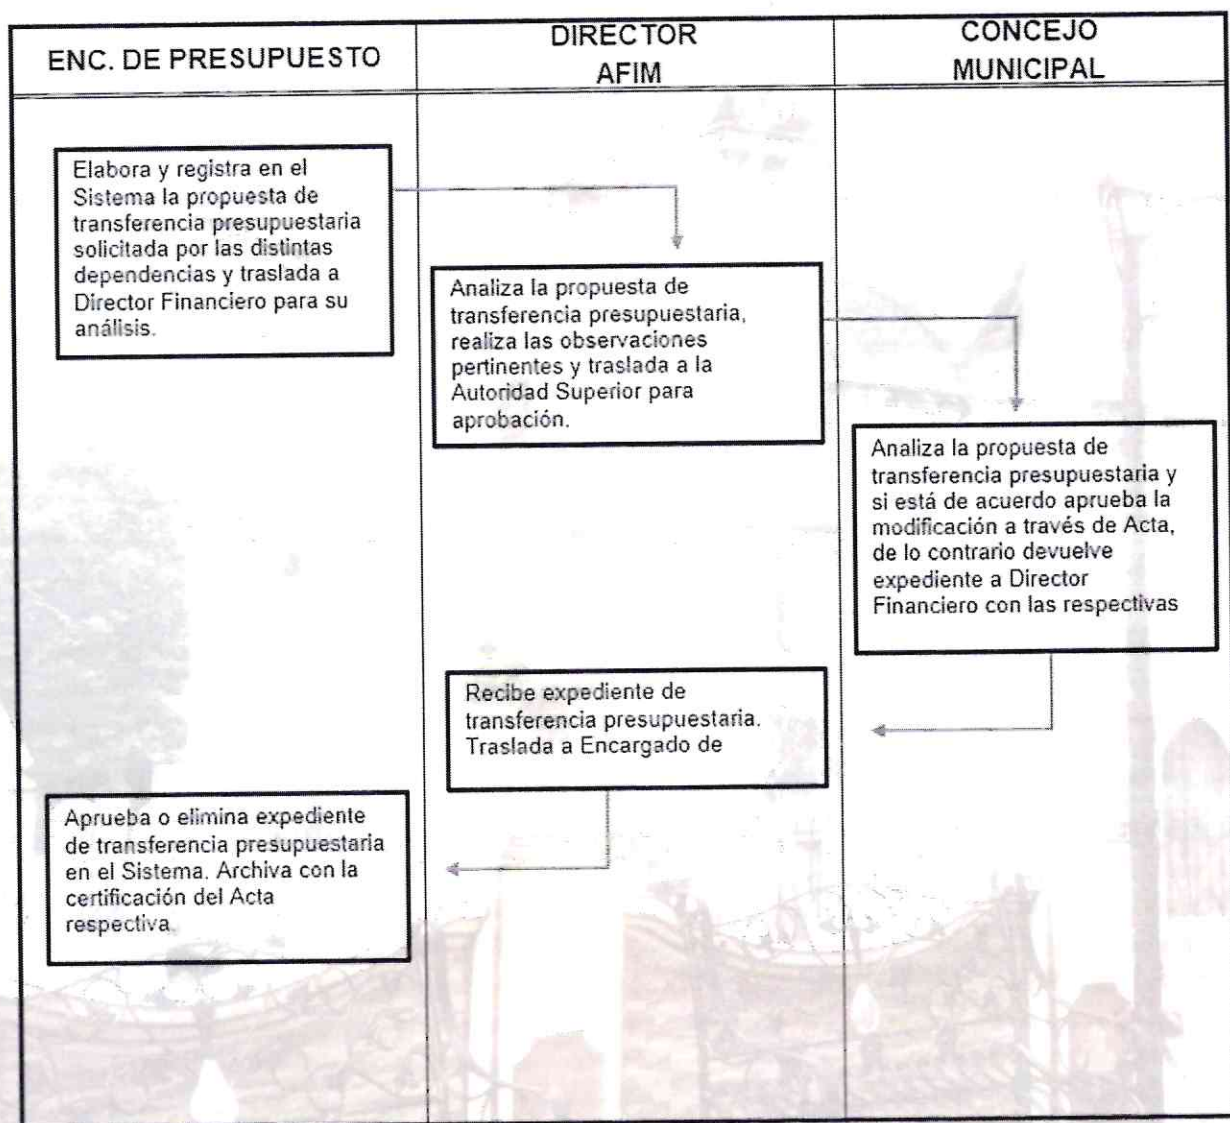 ENC. DE PRESUPUESTO
DIRECTOR
AFIM
CONCEJO
MUNICIPAL
Elabora y registra en el
Sistema la propuesta de
transferencia presupuestaria
solicitada por las distintas
dependencias y traslada a
Director Financiero para su
análisis.
Analiza la propuesta de
transferencia presupuestaria,
realiza las observaciones
pertinentes y traslada a la
Autoridad Superior para
aprobación.
Analiza la propuesta de
transferencia presupuestaria y
si está de acuerdo aprueba la
modificación a través de Acta,
de lo contrario devuelve
expediente a Director
Financiero con las respectivas
Recibe expediente de
transferencia presupuestaria.
Traslada a Encargado de
Aprueba o elimina expediente
de transferencia presupuestaria
en el Sistema. Archiva con la
certificación del Acta
respectiva.